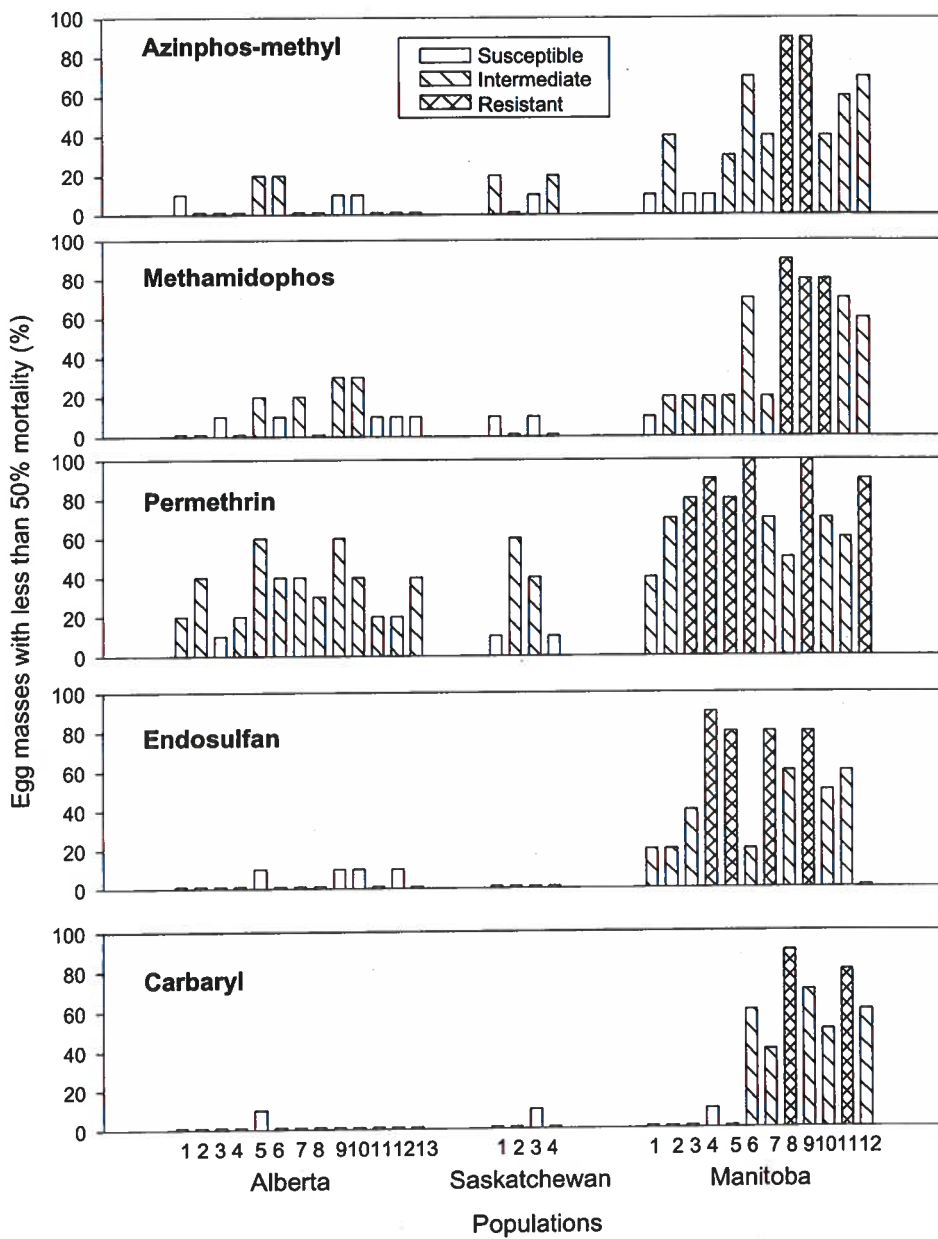 Egg masses with less than 50% mortality (%)
100
80
60
40
20
0
Azinphos-methyl
Susceptible
Intermediate
Resistant
100
80
60
40
20
0
Methamidophos
100
80
60
40
20
0
Permethrin
100
80
60
40
20
0
Endosulfan
100
80
60
40
20
0
Carbaryl
1 2 3 4 5 6 7 8 9 10 11 12 13 1 2 3 4 1 2 3 4 5 6 7 8 9 10 11 12
Alberta Saskatchewan Manitoba
Populations